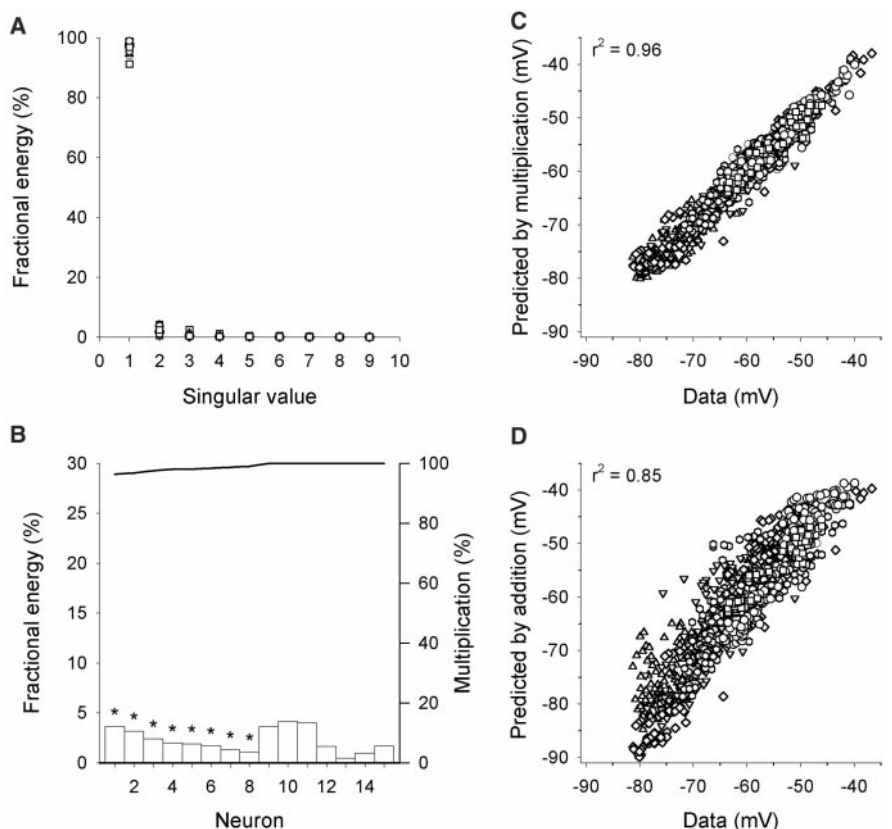 A
100
80
60
40
20
0
Fractional energy (%)
0 1 2 3 4 5 6 7 8 9 10
Singular value
B
30
25
20
15
10
5
0
Fractional energy (%)
100
80
60
40
20
0
Multiplication (%)
* * * * * * * *
2 4 6 8 10 12 14
Neuron
C
r² = 0.96
-40
-50
-60
-70
-80
-90
Predicted by multiplication (mV)
-90 -80 -70 -60 -50 -40
Data (mV)
D
r² = 0.85
-40
-50
-60
-70
-80
-90
Predicted by addition (mV)
-90 -80 -70 -60 -50 -40
Data (mV)